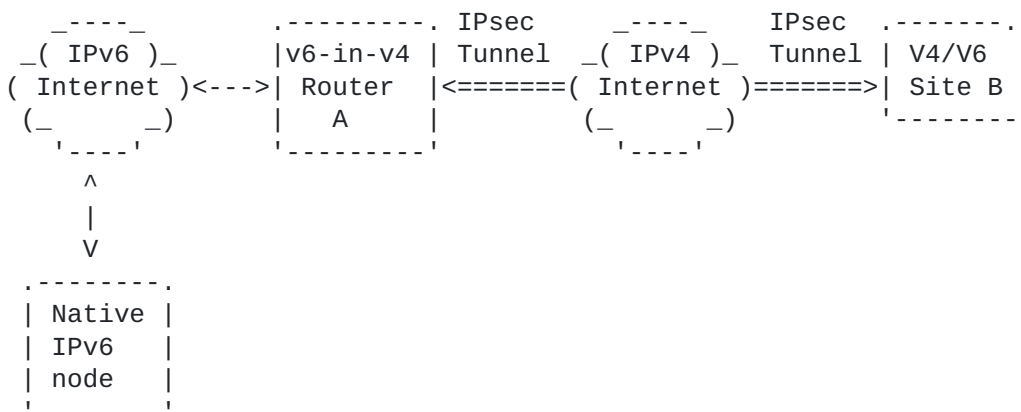 _----_ .---------. IPsec _----_ IPsec .-------.
_( IPv6 )_ |v6-in-v4 | Tunnel _( IPv4 )_ Tunnel | V4/V6
( Internet )<--->| Router |<=======( Internet )=======>| Site B
(_ _) | A | (_ _) '--------
'----' '---------' '----'
^
|
V
.--------.
| Native |
| IPv6 |
| node |
' '